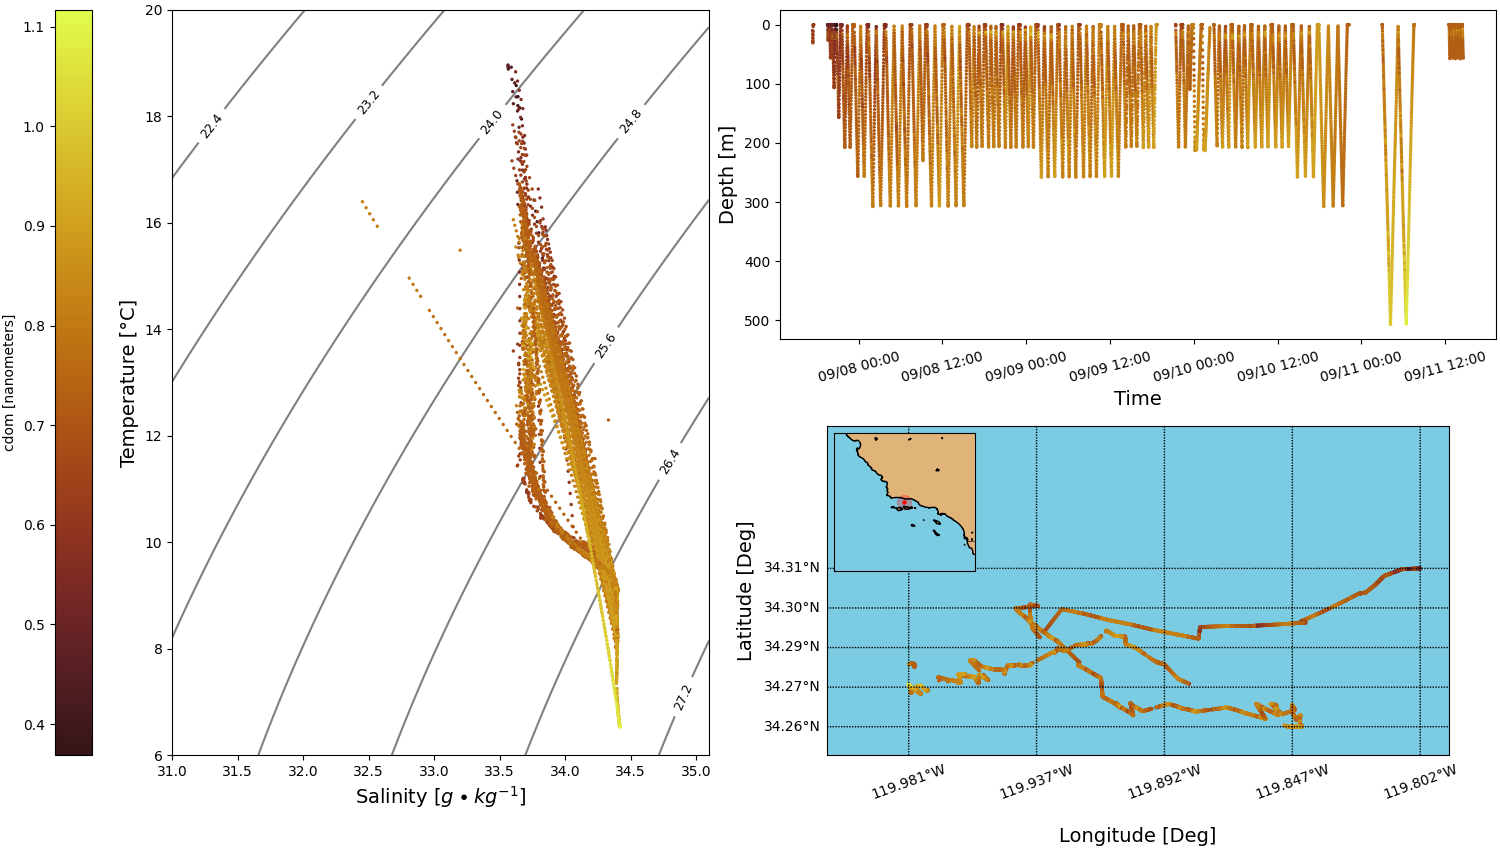 1.1
1.0
0.9
0.8
0.7
0.6
0.5
0.4
cdom [nanometers]
20
18
16
14
12
10
8
6
Temperature [°C]
22.4
23.2
24.0
24.8
25.6
26.4
27.2
31.0 31.5 32.0 32.5 33.0 33.5 34.0 34.5 35.0
Salinity [g • kg⁻¹]
0
100
200
300
400
500
Depth [m]
09/08 00:00 09/08 12:00 09/09 00:00 09/09 12:00 09/10 00:00 09/10 12:00 09/11 00:00 09/11 12:00
Time
34.31°N
34.30°N
34.29°N
34.27°N
34.26°N
Latitude [Deg]
119.981°W 119.937°W 119.892°W 119.847°W 119.802°W
Longitude [Deg]